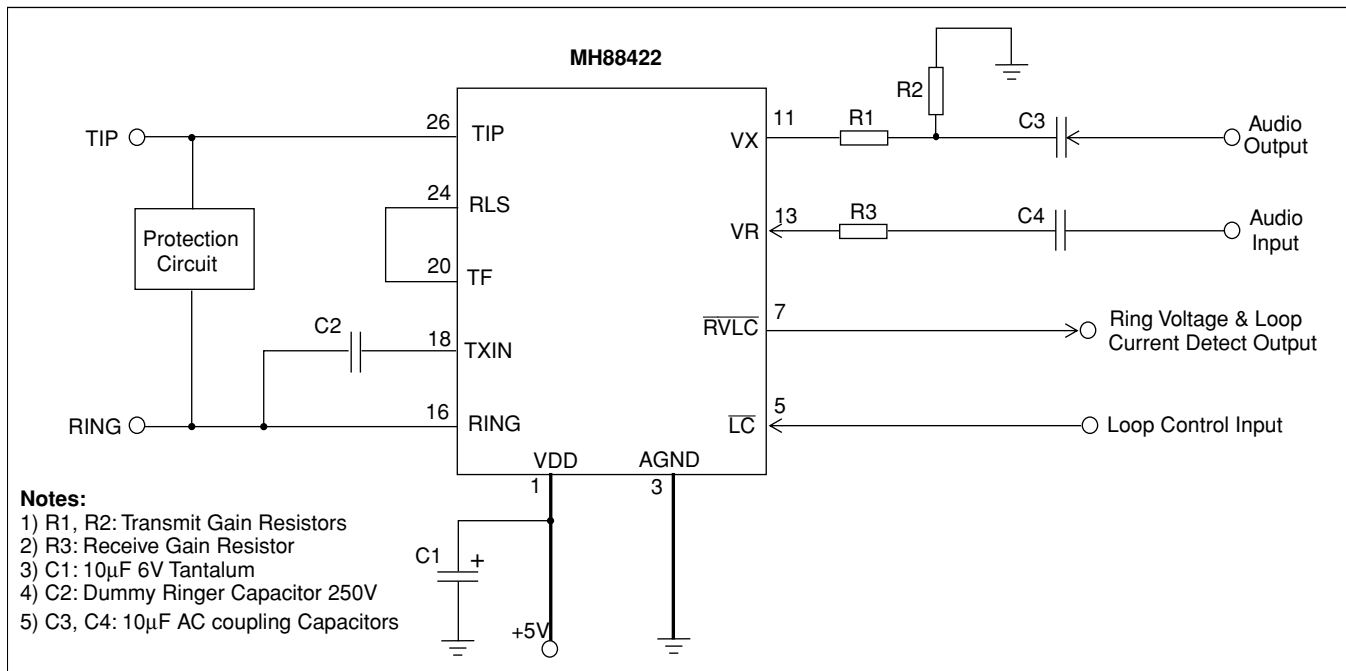 MH88422
TIP
26
TIP
24
RLS
Protection
Circuit
20
TF
C2
18
TXIN
RING
16
RING
VDD
1
AGND
3
VX
11
R1
R2
C3
Audio
Output
VR
13
R3
C4
Audio
Input
RVLC
7
Ring Voltage & Loop
Current Detect Output
LC
5
Loop Control Input
C1
+
+5V
Notes:
1) R1, R2: Transmit Gain Resistors
2) R3: Receive Gain Resistor
3) C1: 10µF 6V Tantalum
4) C2: Dummy Ringer Capacitor 250V
5) C3, C4: 10µF AC coupling Capacitors